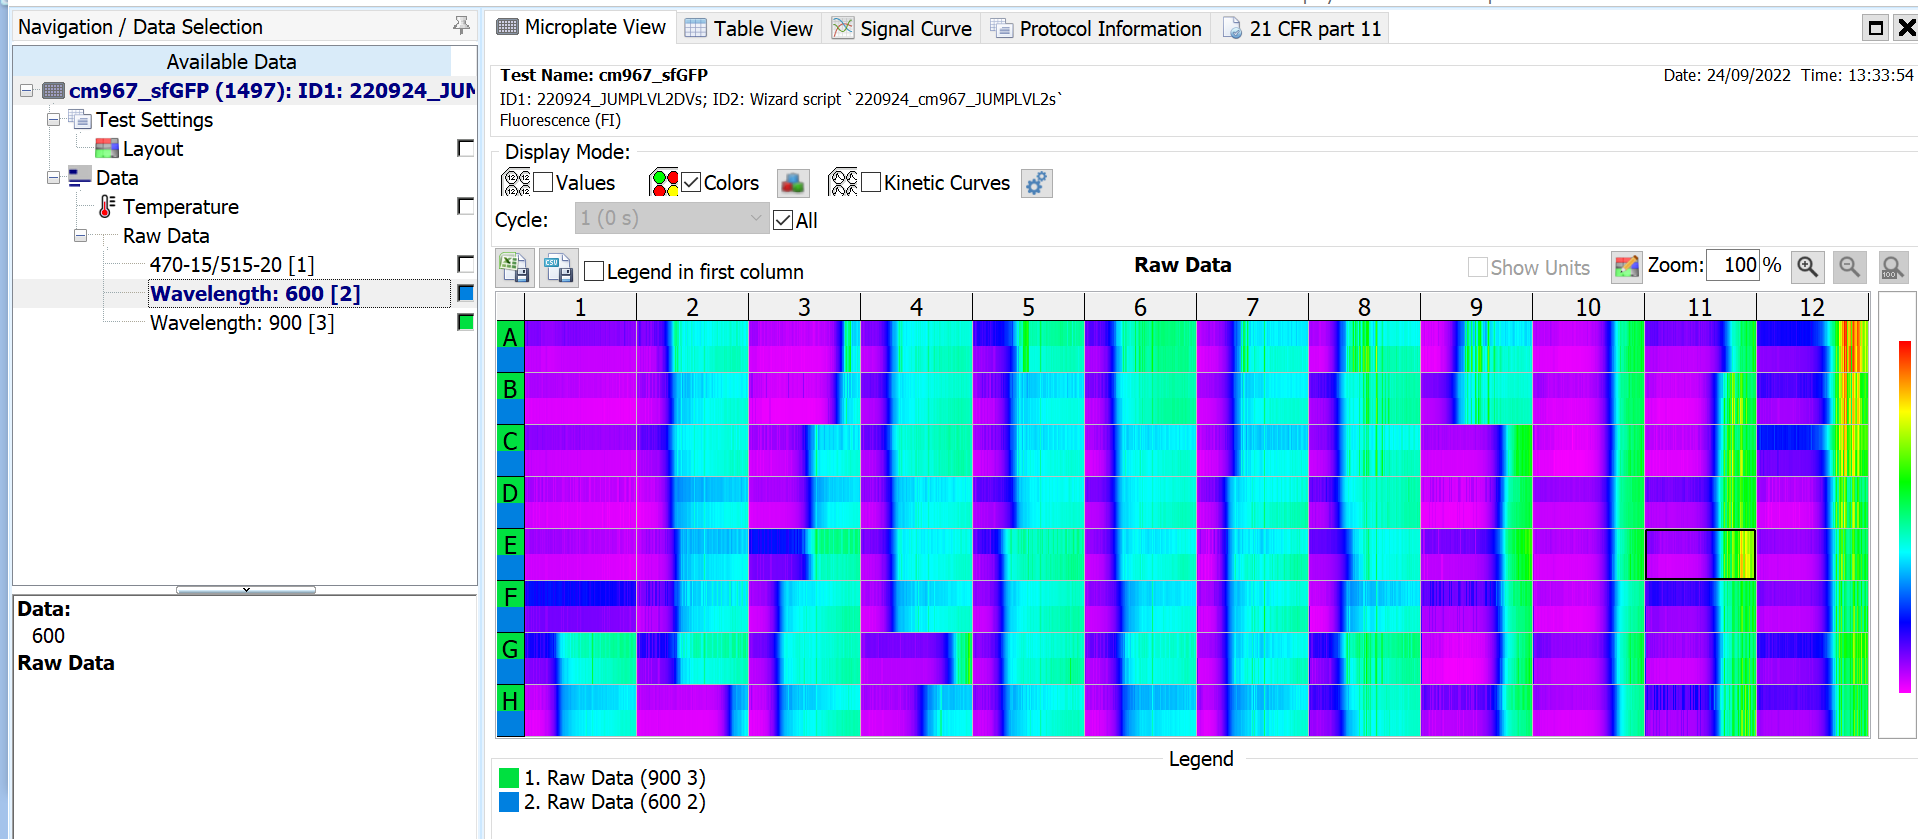 Navigation / Data Selection
Available Data
cm967_sfGFP (1497): ID1: 220924_JUM
Test Settings
Layout
Data
Temperature
Raw Data
470-15/515-20 [1]
Wavelength: 600 [2]
Wavelength: 900 [3]
Data:
600
Raw Data
Microplate View
Table View
Signal Curve
Protocol Information
21 CFR part 11
Test Name: cm967_sfGFP
Date: 24/09/2022 Time: 13:33:54
ID1: 220924_JUMPLVL2DVs; ID2: Wizard script `220924_cm967_JUMPLVL2s`
Fluorescence (FI)
Display Mode:
Values
Colors
Kinetic Curves
Cycle:
1 (0 s)
All
CSV
Legend in first column
Raw Data
Show Units
Zoom: 100 %
100
1 2 3 4 5 6 7 8 9 10 11 12
A
B
C
D
E
F
G
H
Legend
1. Raw Data (900 3)
2. Raw Data (600 2)